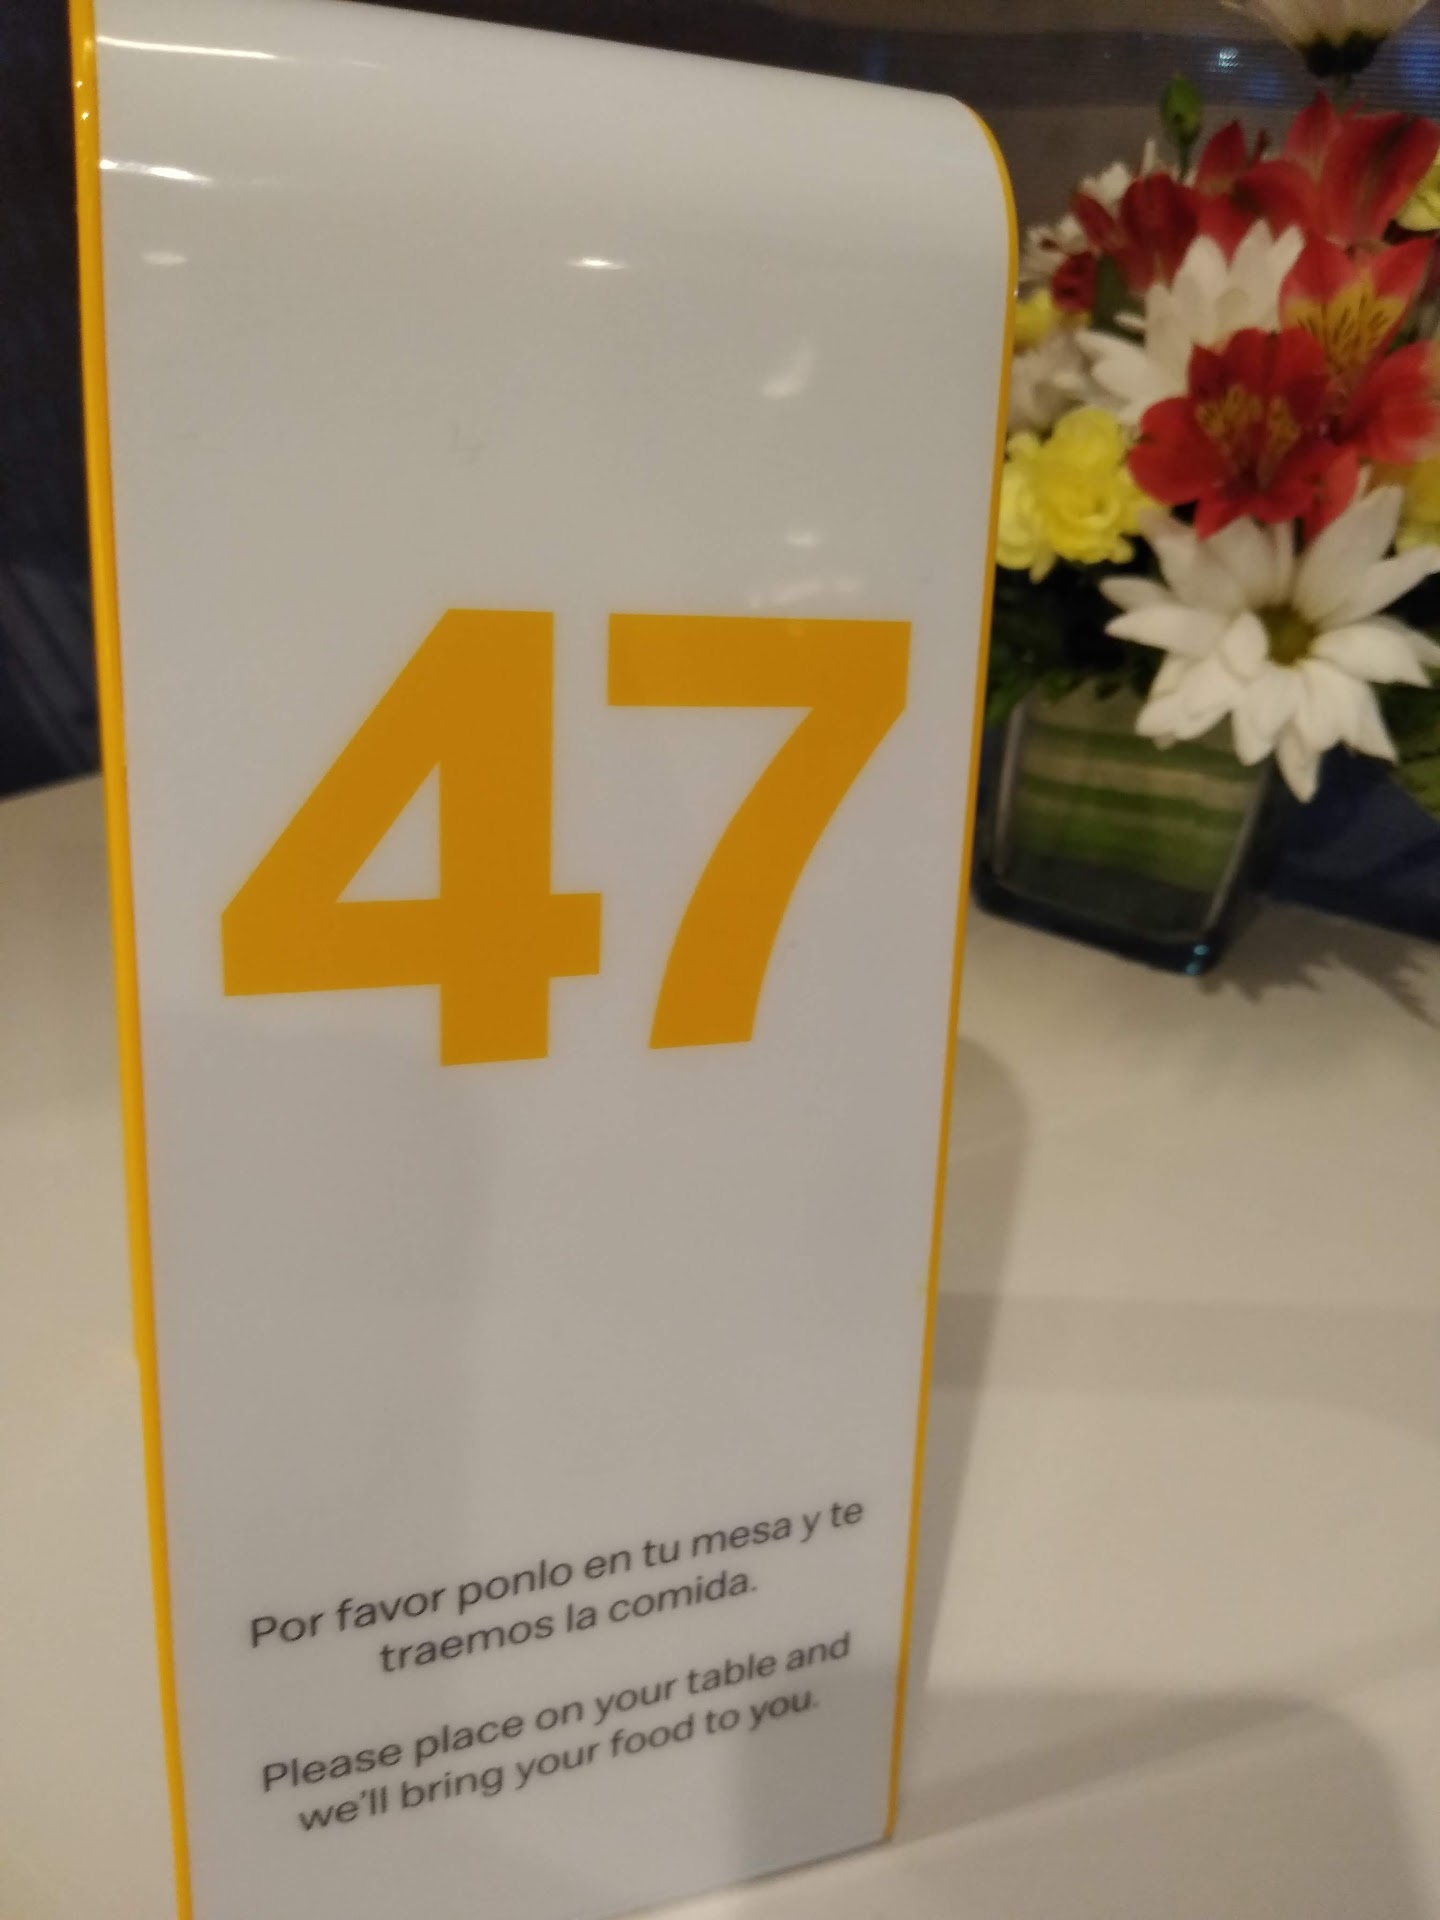 47
Por favor ponlo en tu mesa y te
traemos la comida.
Please place on your table and
we'll bring your food to you.